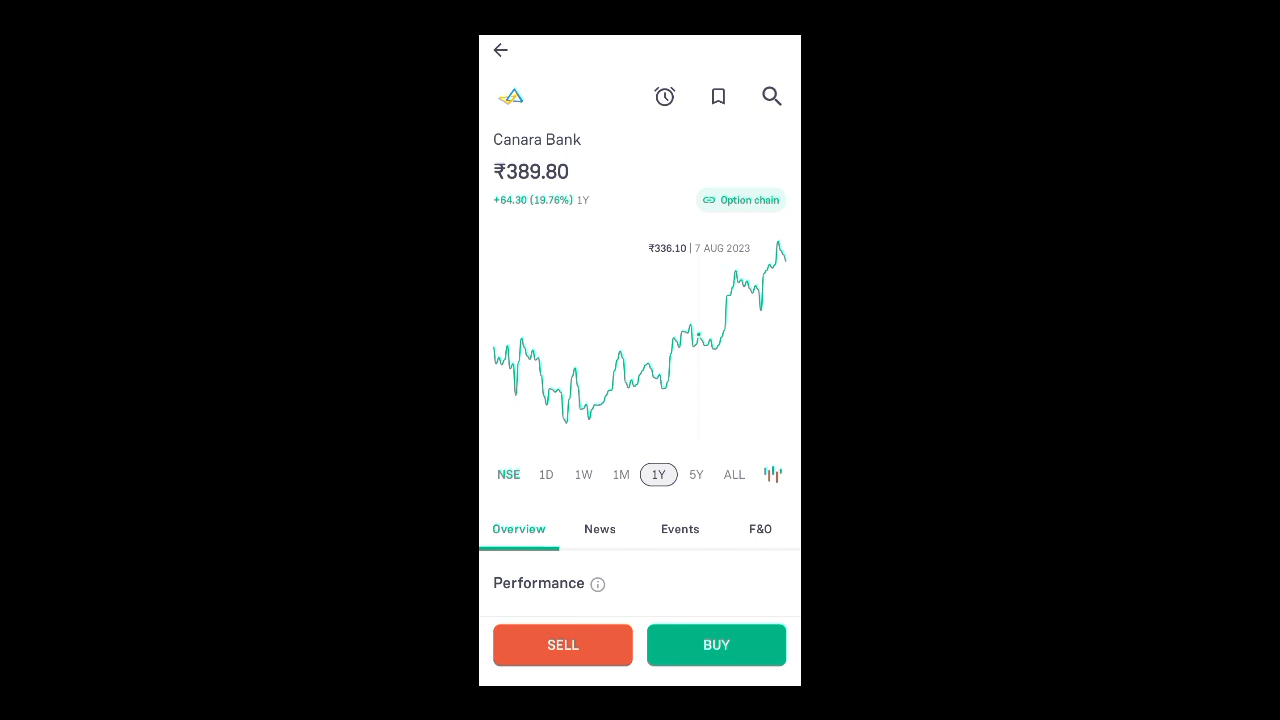 Canara Bank
₹389.80
+64.30 (19.76%) 1Y
Option chain
₹336.10 | 7 AUG 2023
NSE 1D 1W 1M 1Y 5Y ALL
Overview News Events F&O
Performance
SELL BUY